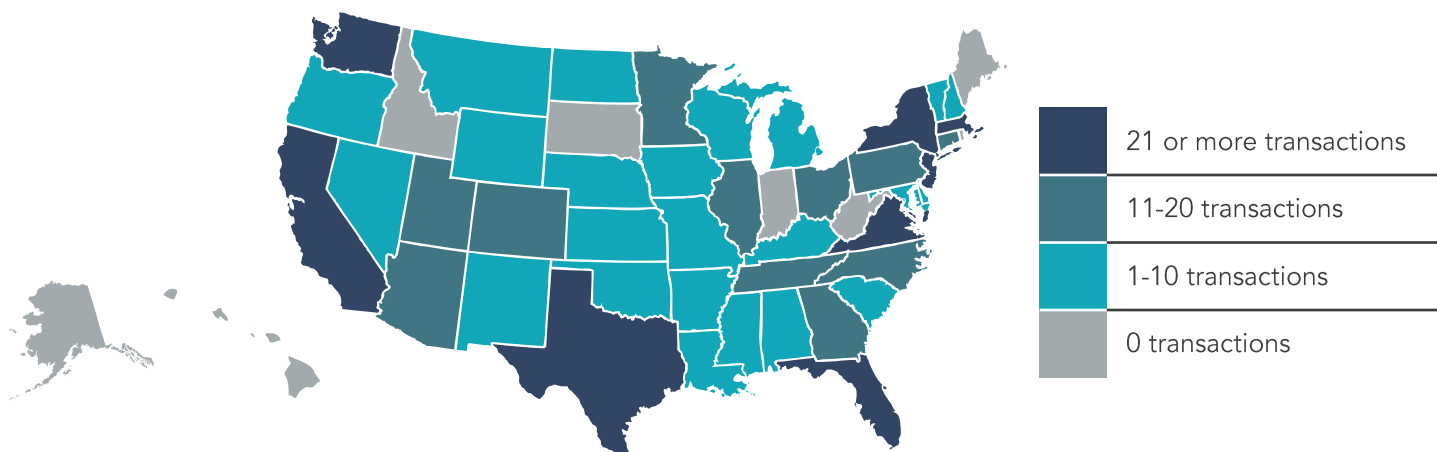 21 or more transactions
11-20 transactions
1-10 transactions
0 transactions